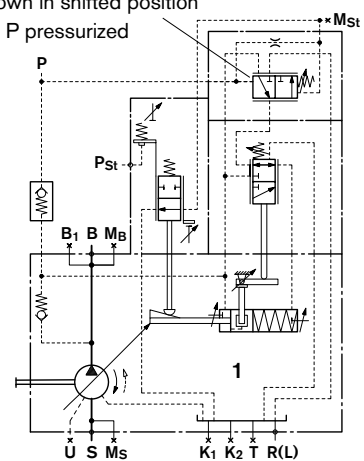 own in shifted position
P pressurized
MSt
P
PSt
B1 B MB
1
U S MS K1 K2 T R(L)